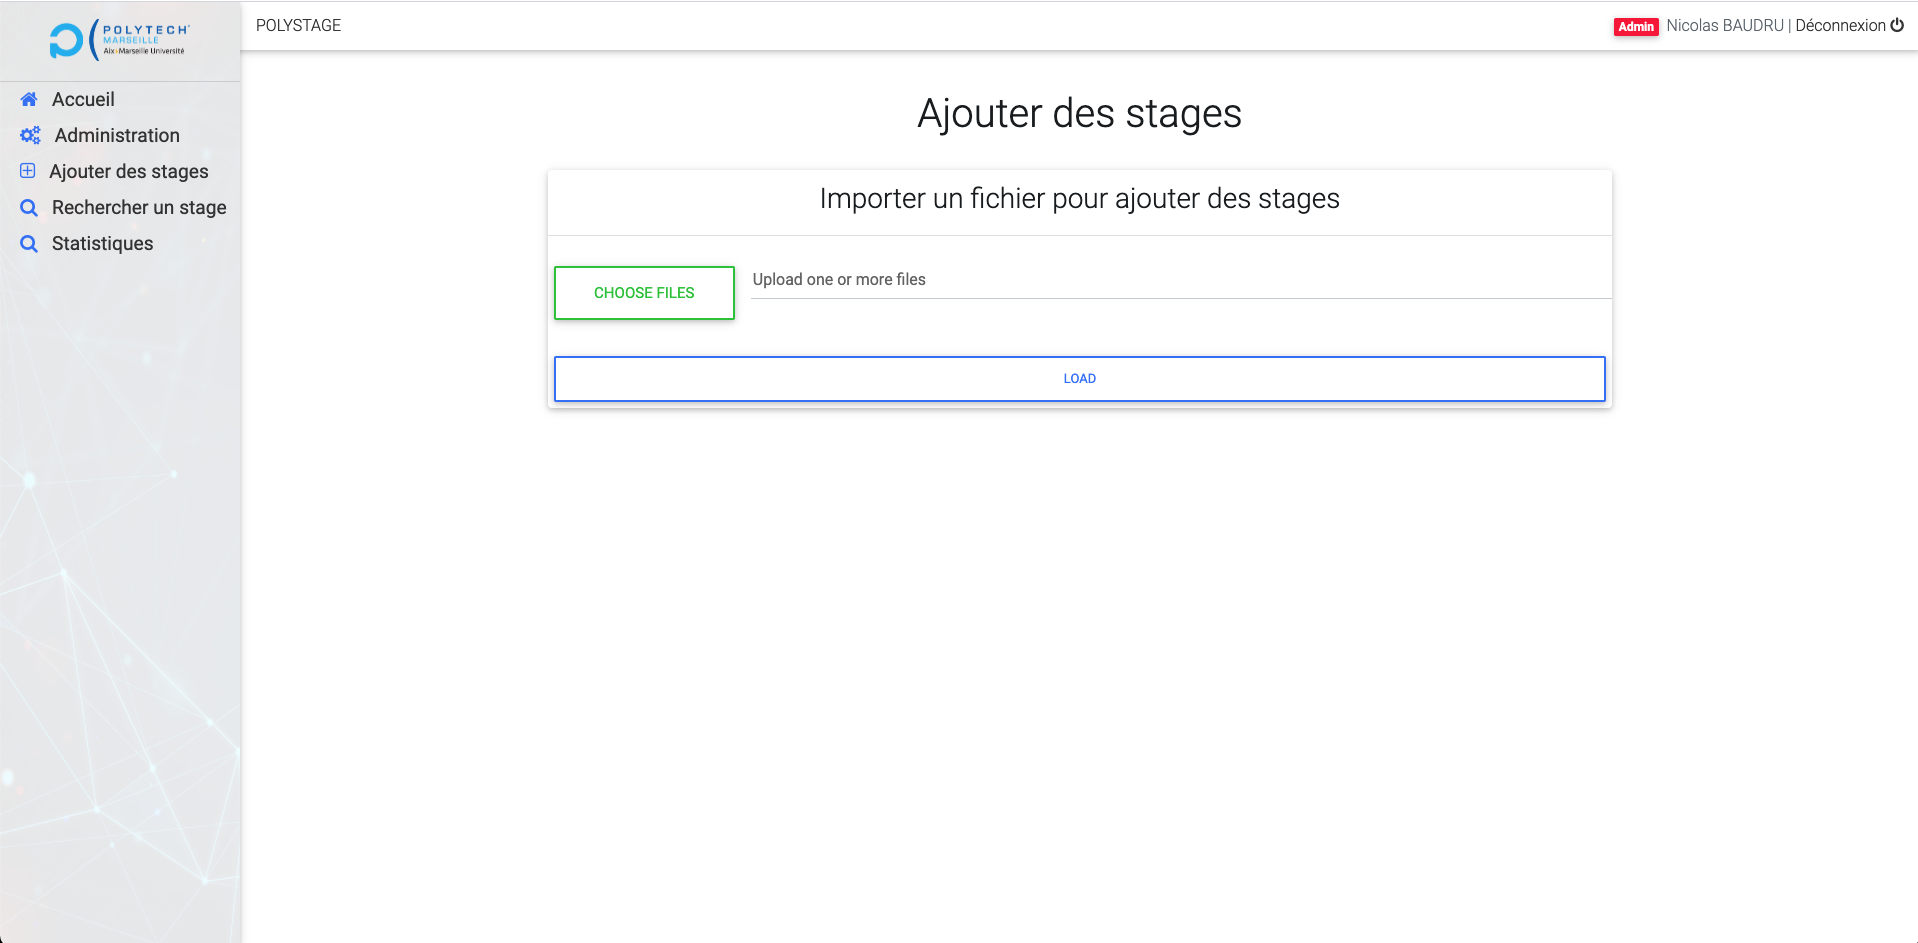 POLYTECH
MARSEILLE
Aix-Marseille Université
POLYSTAGE
Admin Nicolas BAUDRU | Déconnexion
Accueil
Administration
Ajouter des stages
Rechercher un stage
Statistiques
Ajouter des stages
Importer un fichier pour ajouter des stages
CHOOSE FILES
Upload one or more files
LOAD